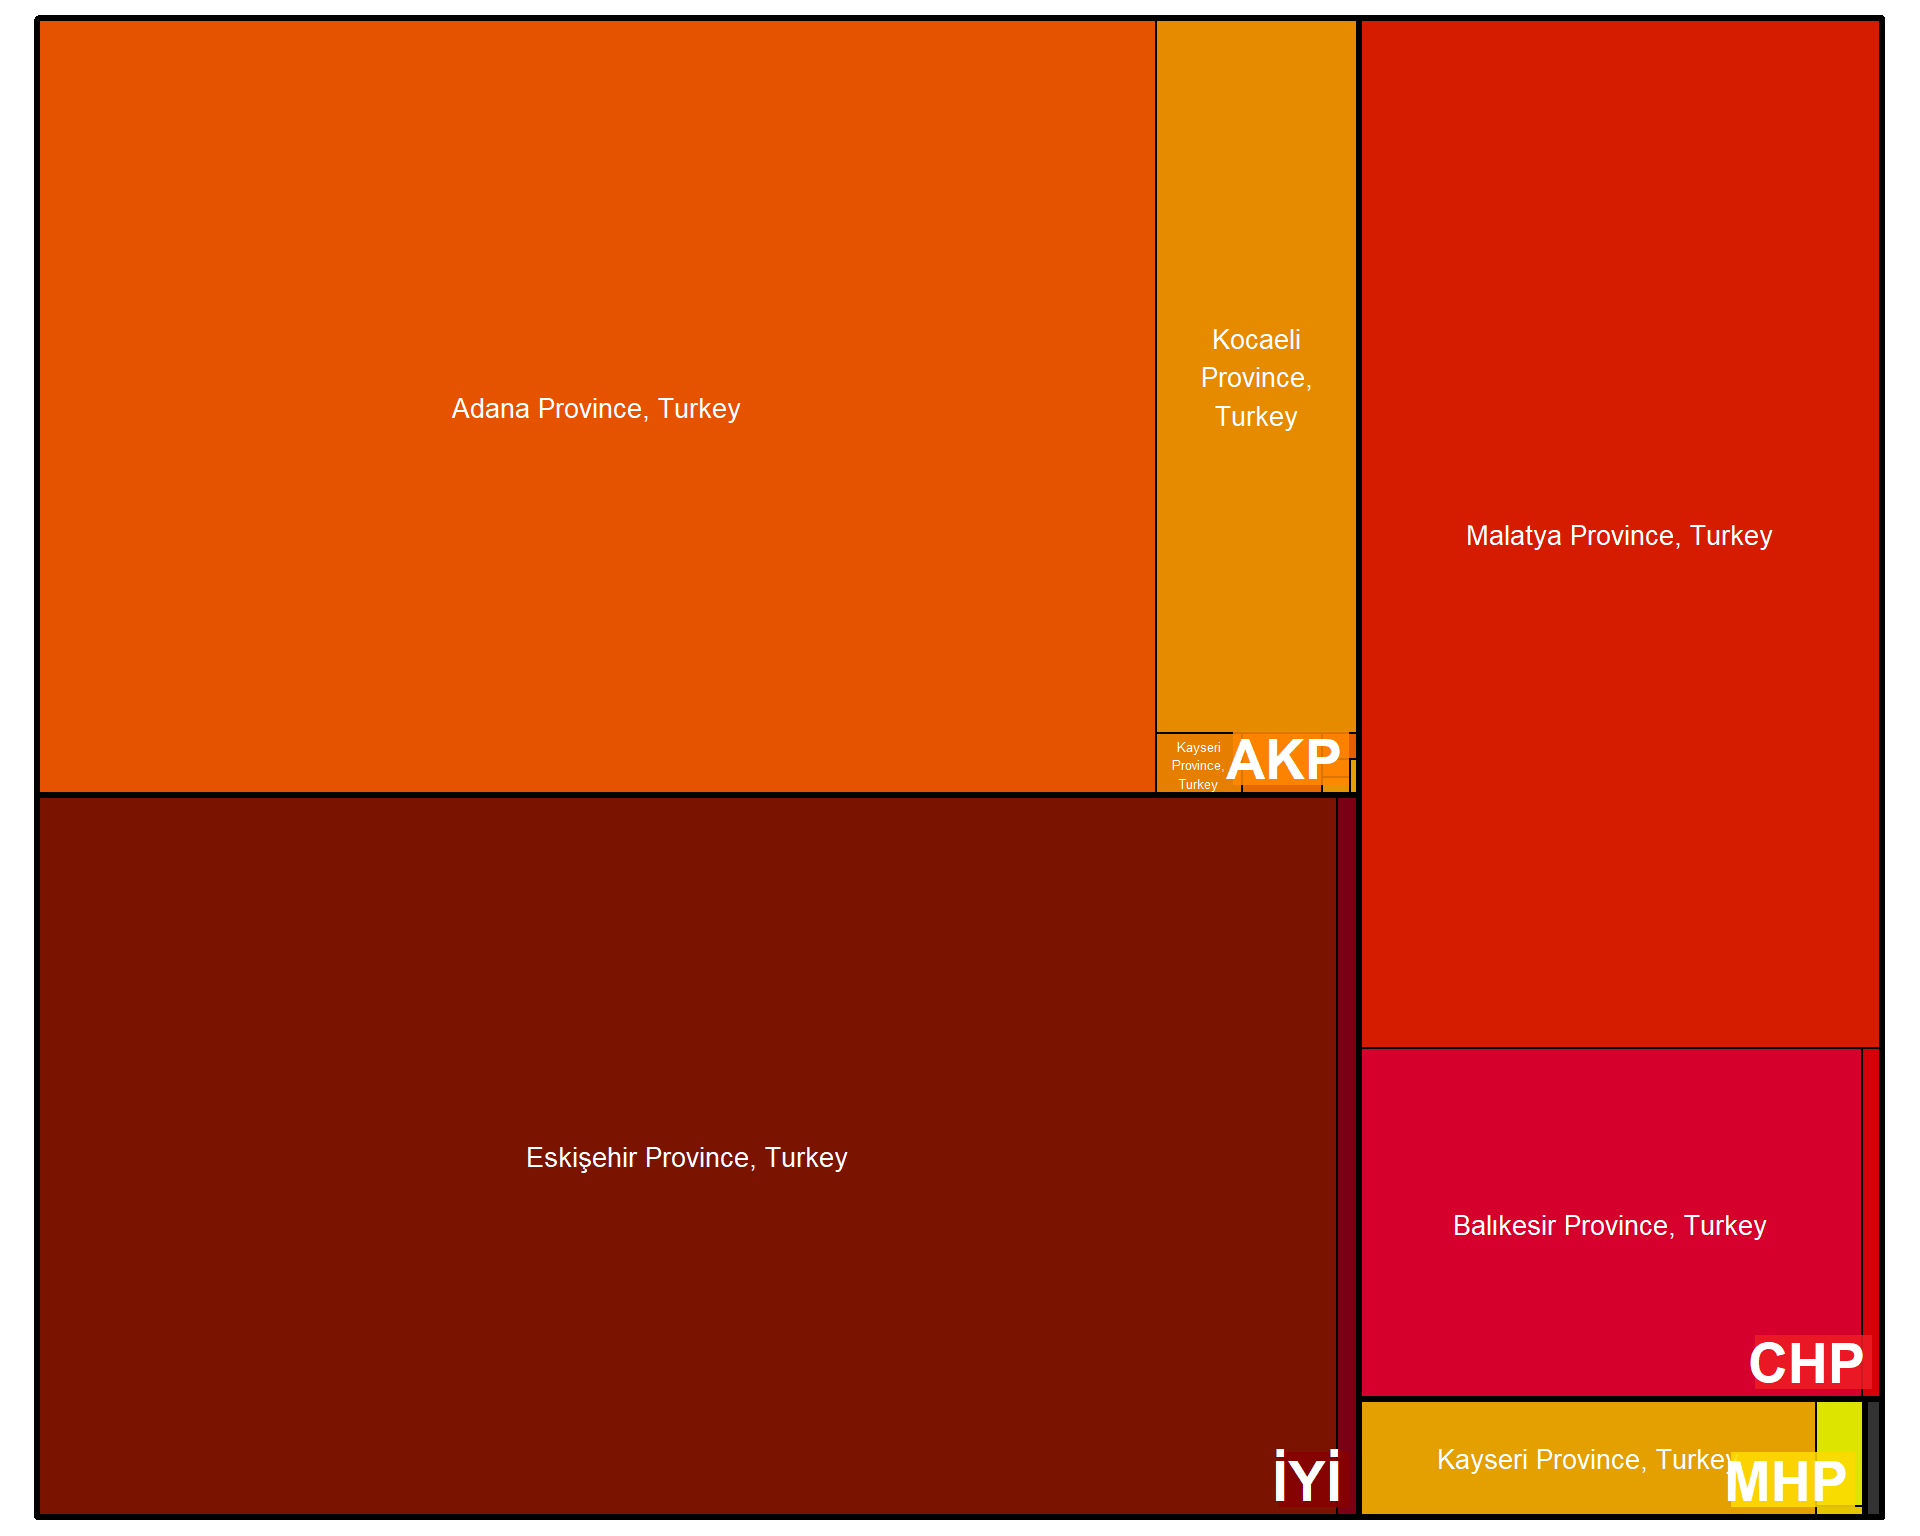 Adana Province, Turkey
Kocaeli
Province,
Turkey
Kayseri
Province,
Turkey
AKP
Eskişehir Province, Turkey
İYİ
Malatya Province, Turkey
Balıkesir Province, Turkey
CHP
Kayseri Province, Turkey
MHP